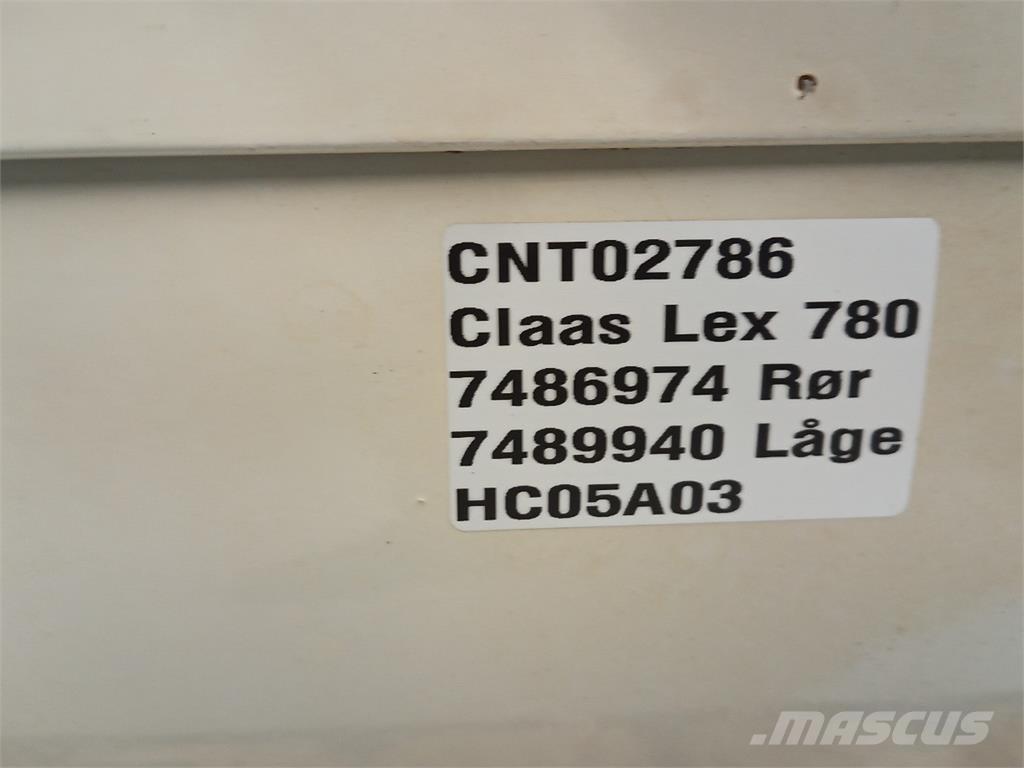 CNT02786
Claas Lex 780
7486974 Rør
7489940 Låge
HC05A03
MASCUS